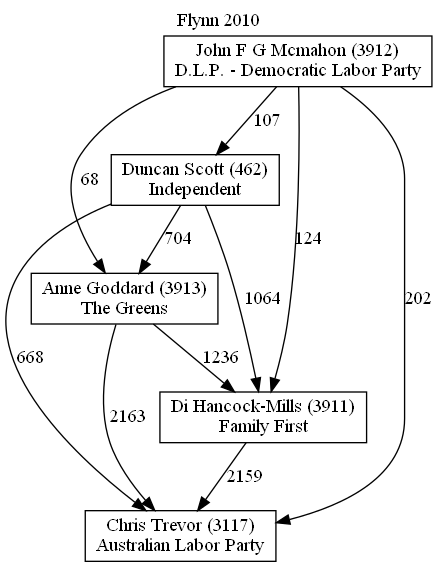 Flynn 2010
John F G Mcmahon (3912)
D.L.P. - Democratic Labor Party
107
Duncan Scott (462)
Independent
68
704
124
1064
202
Anne Goddard (3913)
The Greens
668
1236
2163
Di Hancock-Mills (3911)
Family First
2159
Chris Trevor (3117)
Australian Labor Party